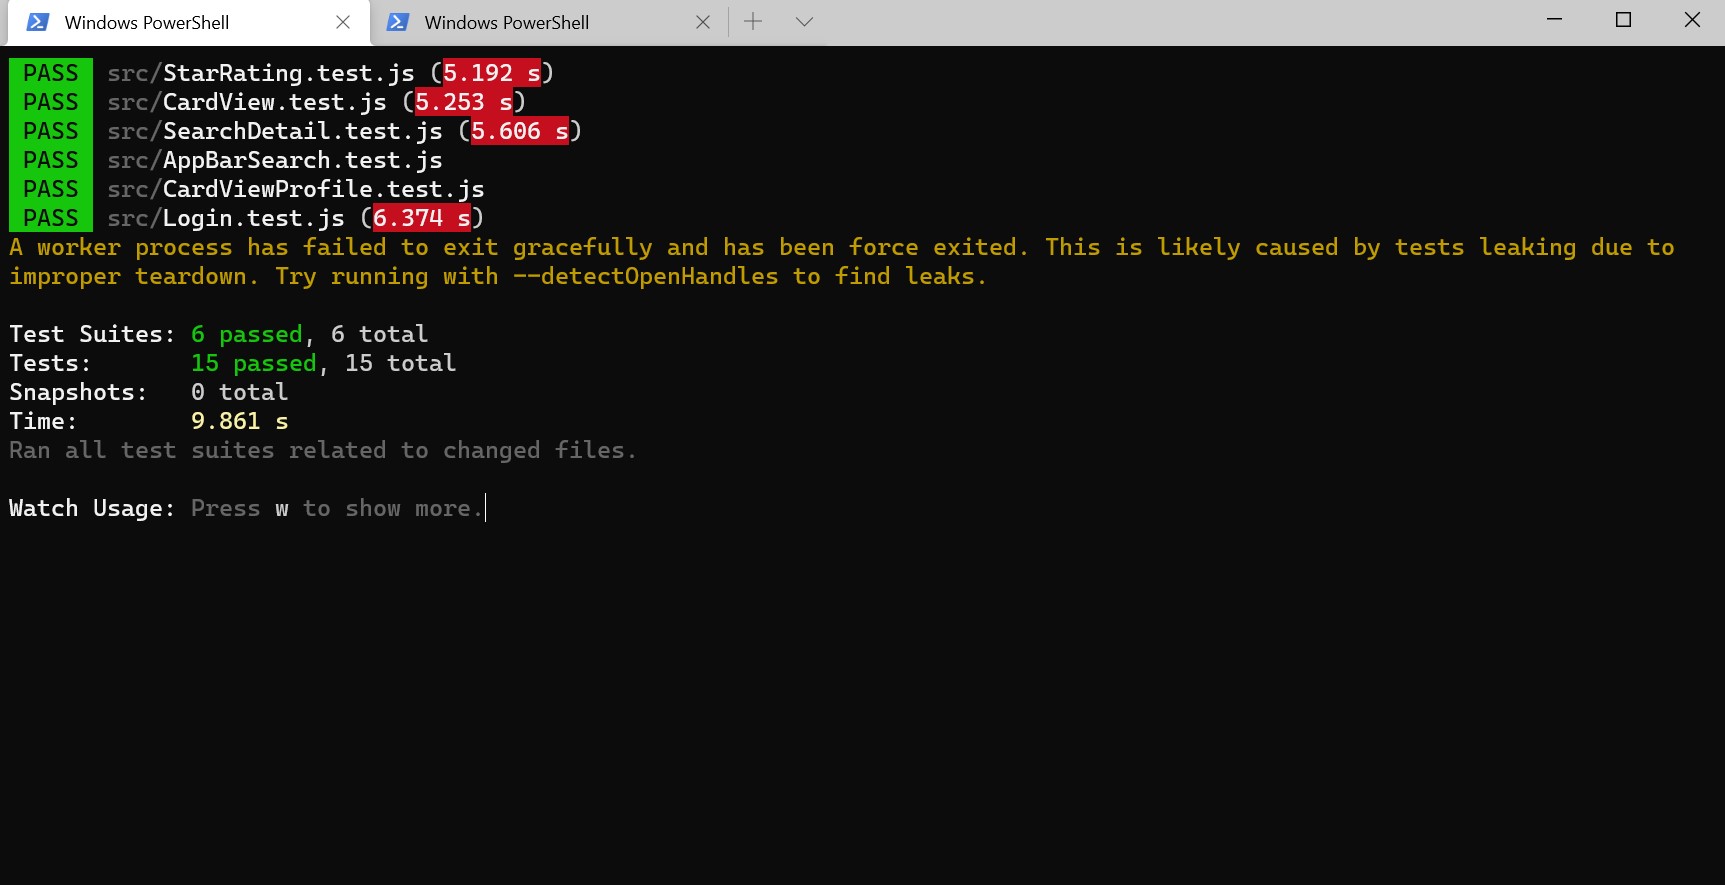 Windows PowerShell
Windows PowerShell
PASS src/StarRating.test.js (5.192 s)
PASS src/CardView.test.js (5.253 s)
PASS src/SearchDetail.test.js (5.606 s)
PASS src/AppBarSearch.test.js
PASS src/CardViewProfile.test.js
PASS src/Login.test.js (6.374 s)
A worker process has failed to exit gracefully and has been force exited. This is likely caused by tests leaking due to
improper teardown. Try running with --detectOpenHandles to find leaks.
Test Suites: 6 passed, 6 total
Tests: 15 passed, 15 total
Snapshots: 0 total
Time: 9.861 s
Ran all test suites related to changed files.
Watch Usage: Press w to show more.